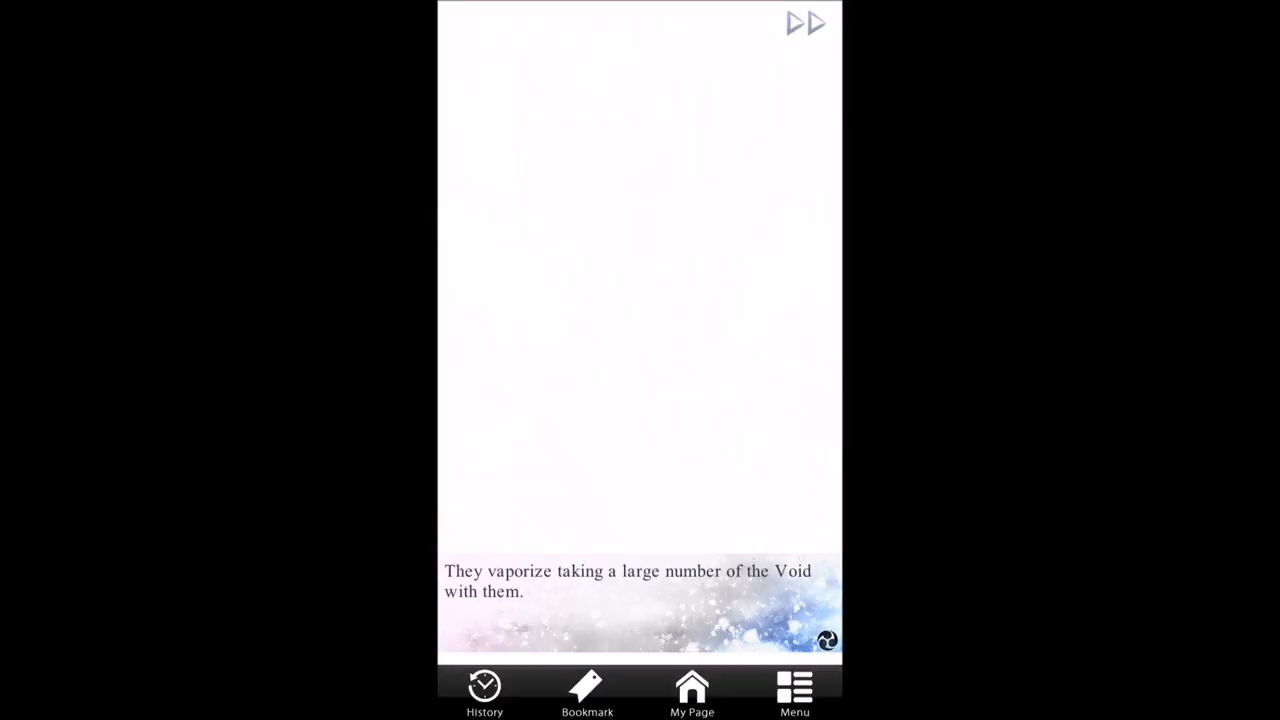 They vaporize taking a large number of the Void
with them.
History
Bookmark
My Page
Menu